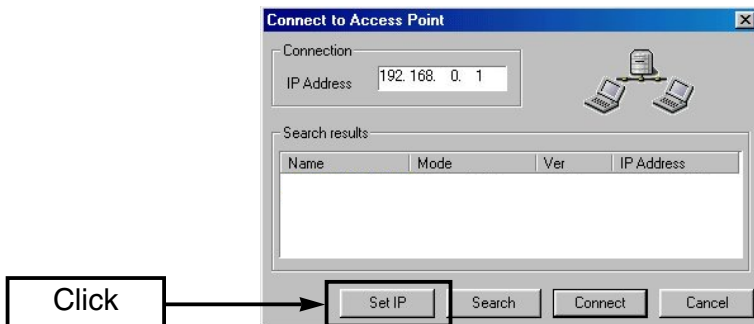 Connect to Access Point
Connection
IP Address 192. 168. 0. 1
Search results
Name Mode Ver IP Address
Click Set IP Search Connect Cancel